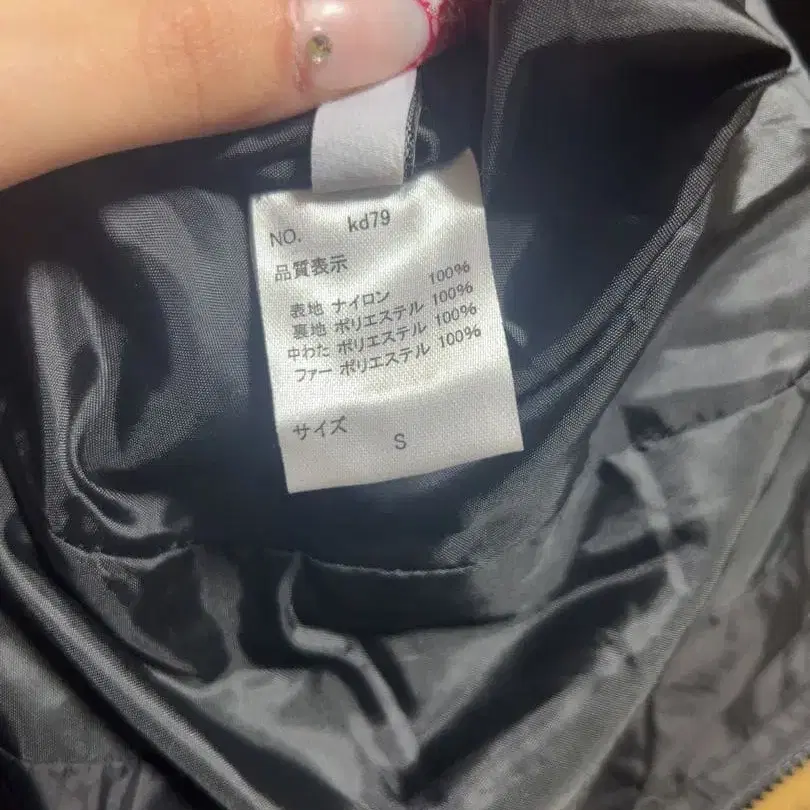 NO. kd79
品質表示
表地 ナイロン 100%
裏地 ポリエステル 100%
中わた ポリエステル 100%
ファー ポリエステル 100%
サイズ
S